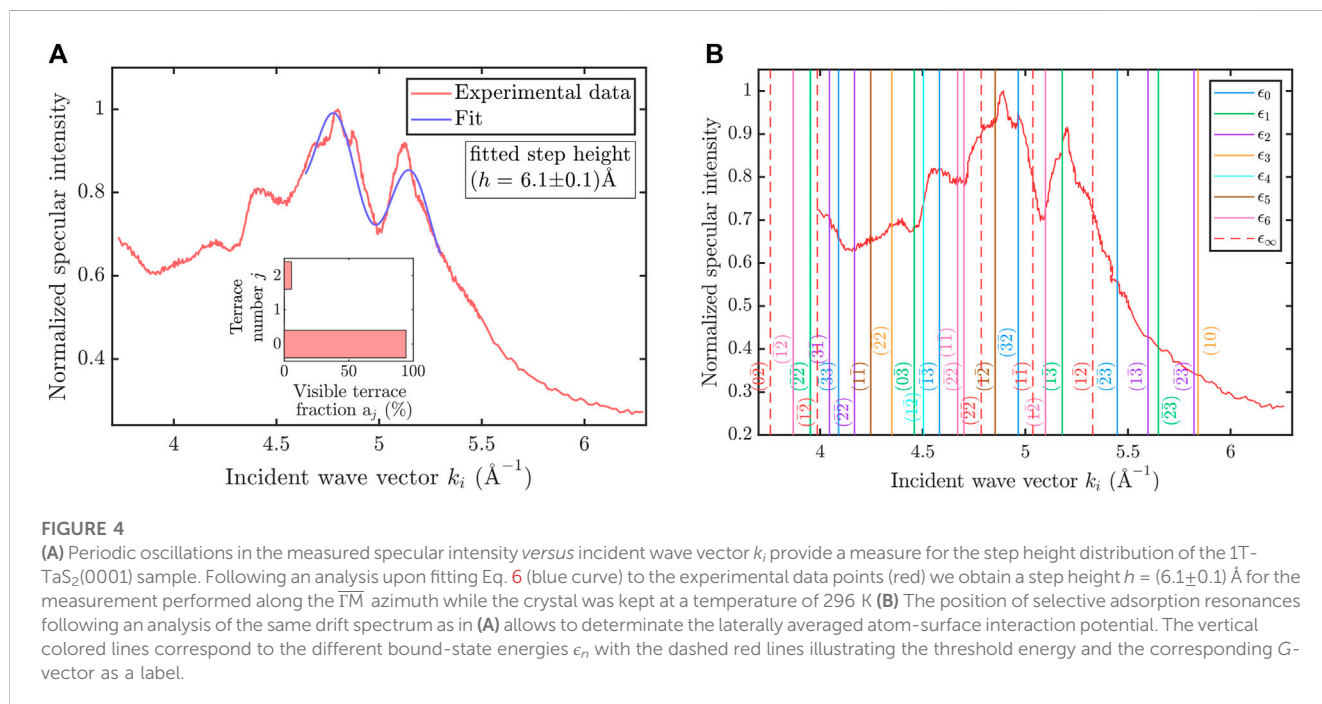 A
Normalized specular intensity
1
0.8
0.6
0.4
4
4.5
5
5.5
6
Incident wave vector kᵢ (Å⁻¹)
Experimental data
Fit
fitted step height
(h = 6.1±0.1)Å
Terrace
number j
2
1
0
0
50
100
Visible terrace
fraction aⱼ (%)
B
Normalized specular intensity
1
0.9
0.8
0.7
0.6
0.5
0.4
0.3
0.2
4
4.5
5
5.5
6
Incident wave vector kᵢ (Å⁻¹)
ϵ₀
ϵ₁
ϵ₂
ϵ₃
ϵ₄
ϵ₅
ϵ₆
ϵ∞
FIGURE 4
(A) Periodic oscillations in the measured specular intensity versus incident wave vector kᵢ provide a measure for the step height distribution of the 1T-
TaS₂(0001) sample. Following an analysis upon fitting Eq. 6 (blue curve) to the experimental data points (red) we obtain a step height h = (6.1±0.1) Å for the
measurement performed along the Γ̅M̅ azimuth while the crystal was kept at a temperature of 296 K (B) The position of selective adsorption resonances
following an analysis of the same drift spectrum as in (A) allows to determinate the laterally averaged atom-surface interaction potential. The vertical
colored lines correspond to the different bound-state energies ϵₙ with the dashed red lines illustrating the threshold energy and the corresponding G-
vector as a label.